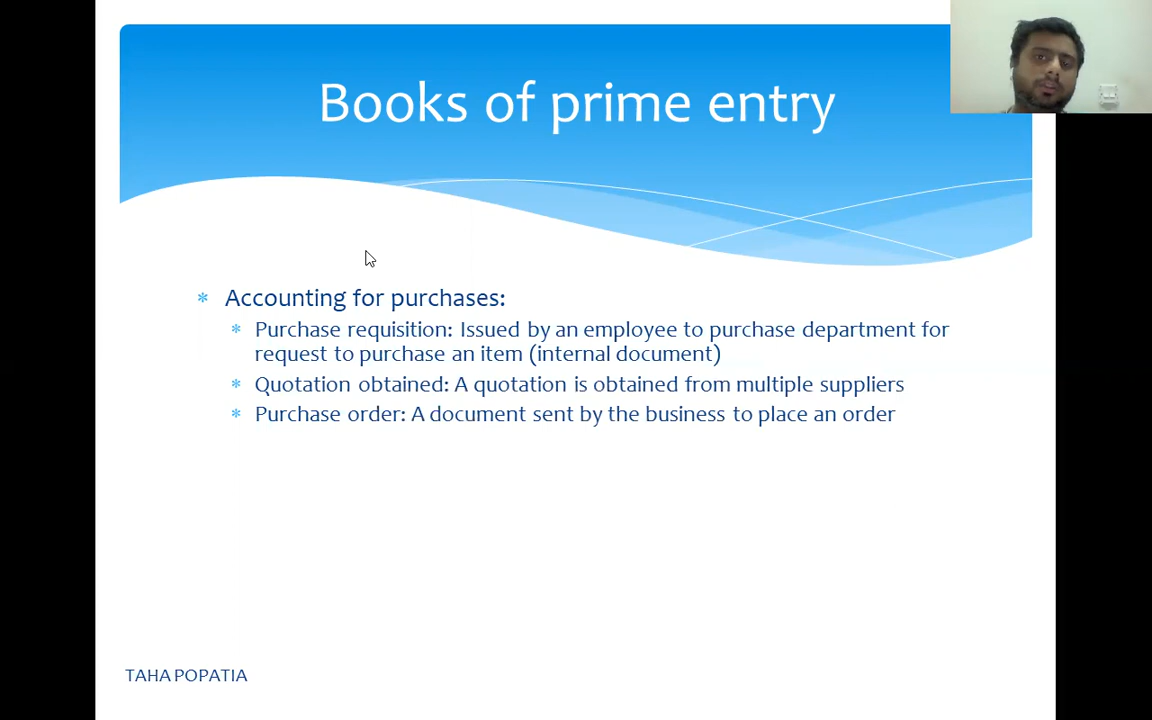 Books of prime entry
* Accounting for purchases:
* Purchase requisition: Issued by an employee to purchase department for
request to purchase an item (internal document)
* Quotation obtained: A quotation is obtained from multiple suppliers
* Purchase order: A document sent by the business to place an order
TAHA POPATIA